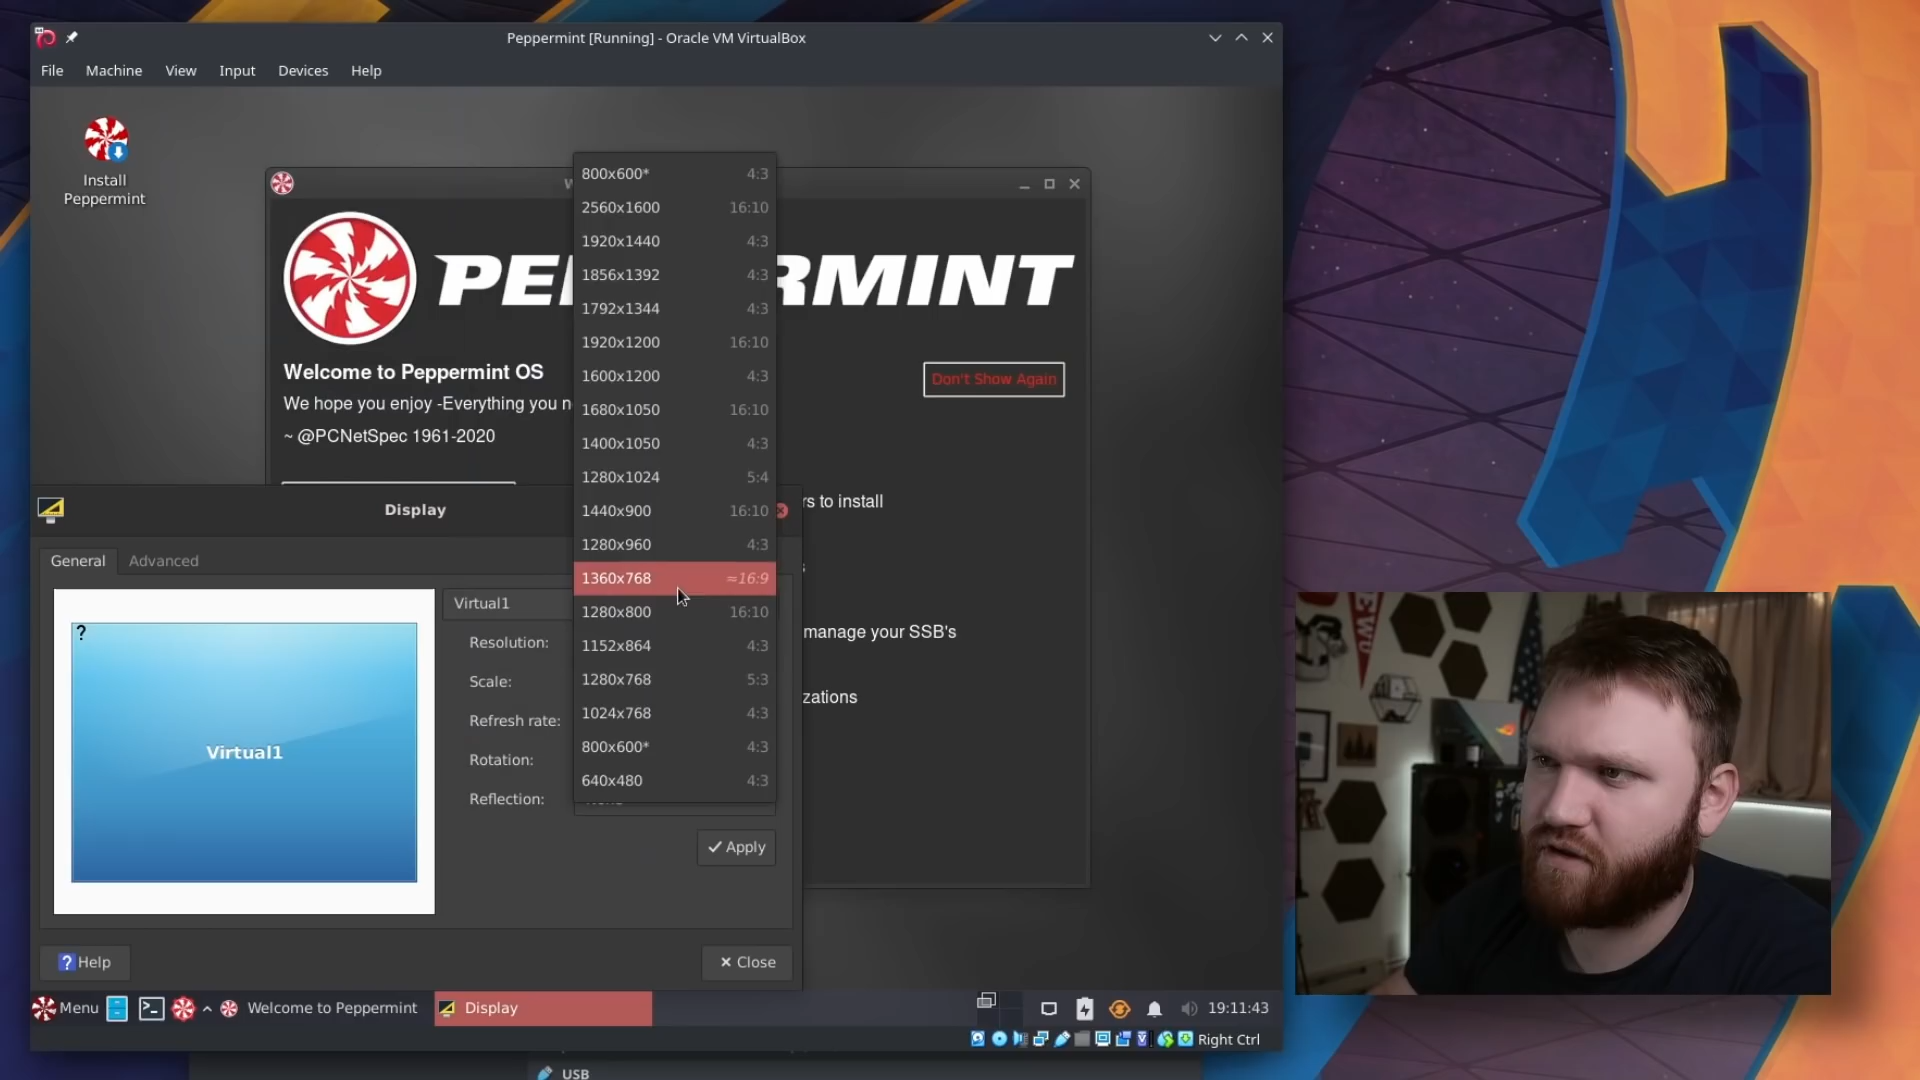 Peppermint [Running] - Oracle VM VirtualBox
File Machine View Input Devices Help
Install
Peppermint
PE
RMINT
Welcome to Peppermint OS
We hope you enjoy -Everything you n
~ @PCNetSpec 1961-2020
Don't Show Again
rs to install
s
manage your SSB's
zations
800x600* 4:3
2560x1600 16:10
1920x1440 4:3
1856x1392 4:3
1792x1344 4:3
1920x1200 16:10
1600x1200 4:3
1680x1050 16:10
1400x1050 4:3
1280x1024 5:4
1440x900 16:10
1280x960 4:3
1360x768 ≈16:9
1280x800 16:10
1152x864 4:3
1280x768 5:3
1024x768 4:3
800x600* 4:3
640x480 4:3
Display
General Advanced
?
Virtual1
Virtual1
Resolution:
Scale:
Refresh rate:
Rotation:
Reflection:
Apply
? Help
Close
Menu Welcome to Peppermint Display 19:11:43
Right Ctrl
USB